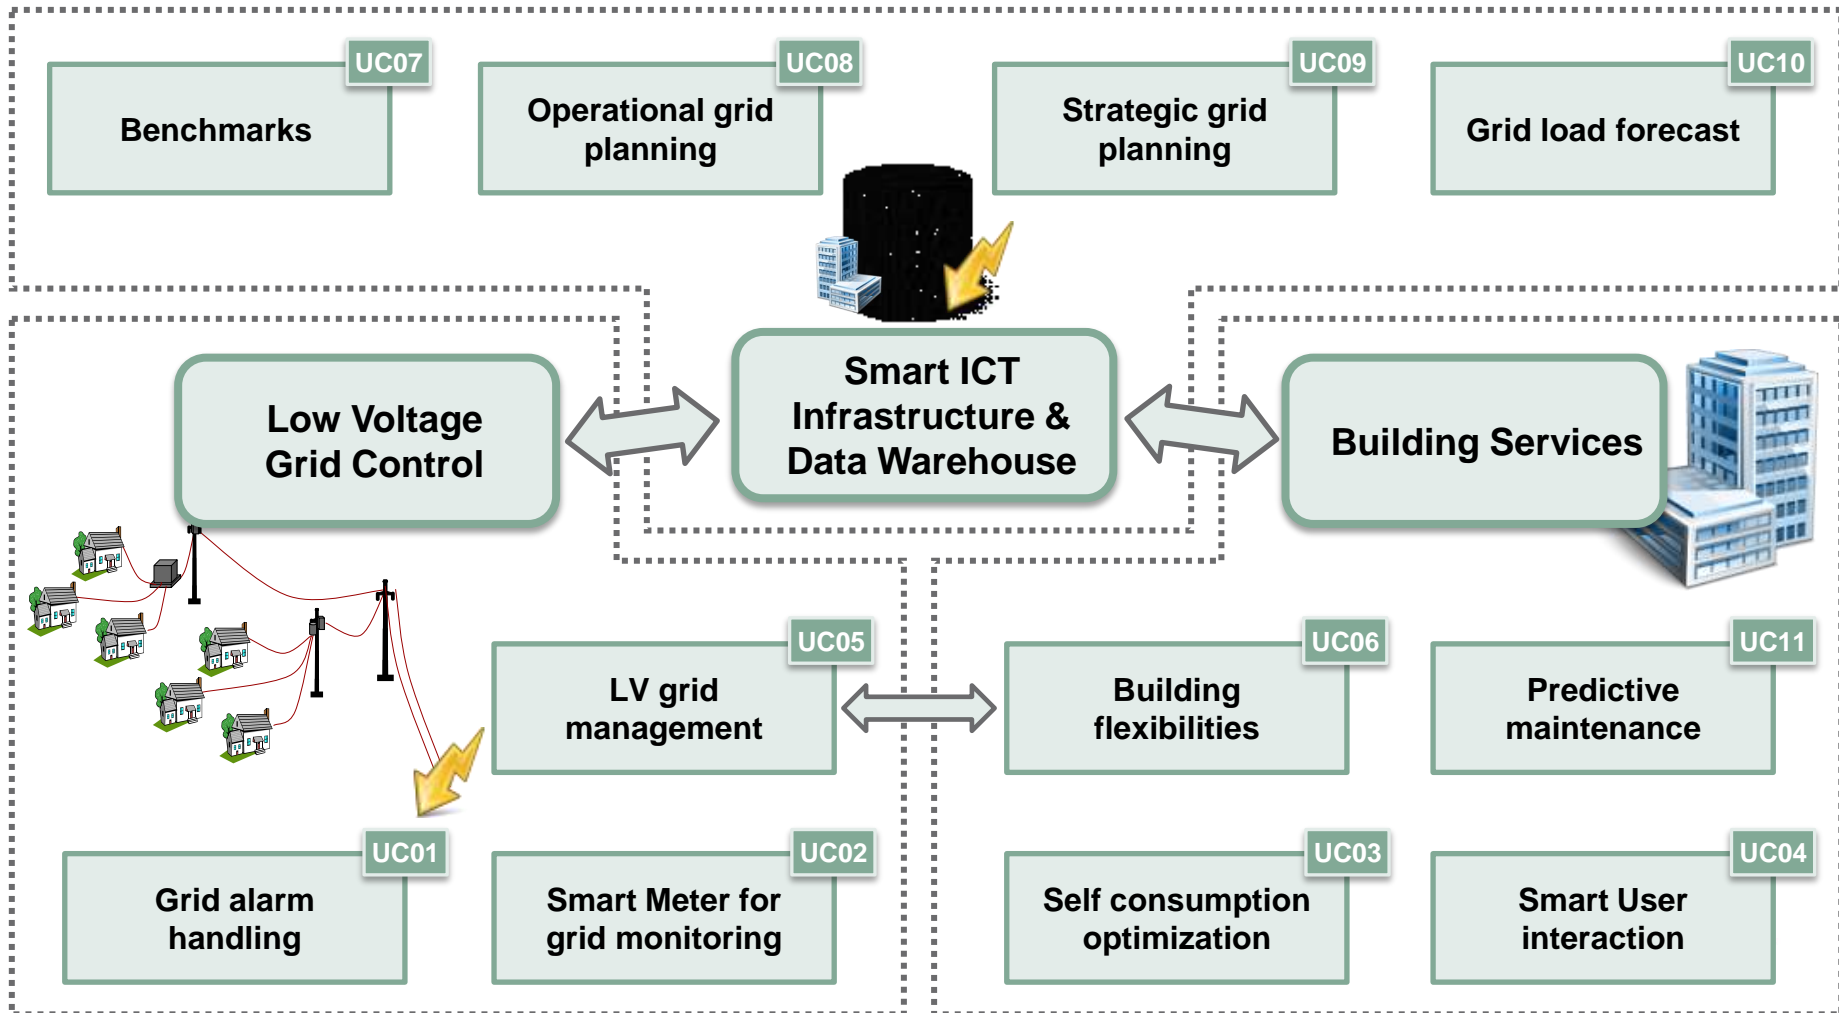 UC07
Benchmarks
UC08
Operational grid
planning
UC09
Strategic grid
planning
UC10
Grid load forecast
Low Voltage
Grid Control
Smart ICT
Infrastructure &
Data Warehouse
Building Services
UC05
LV grid
management
UC06
Building
flexibilities
UC11
Predictive
maintenance
UC01
Grid alarm
handling
UC02
Smart Meter for
grid monitoring
UC03
Self consumption
optimization
UC04
Smart User
interaction